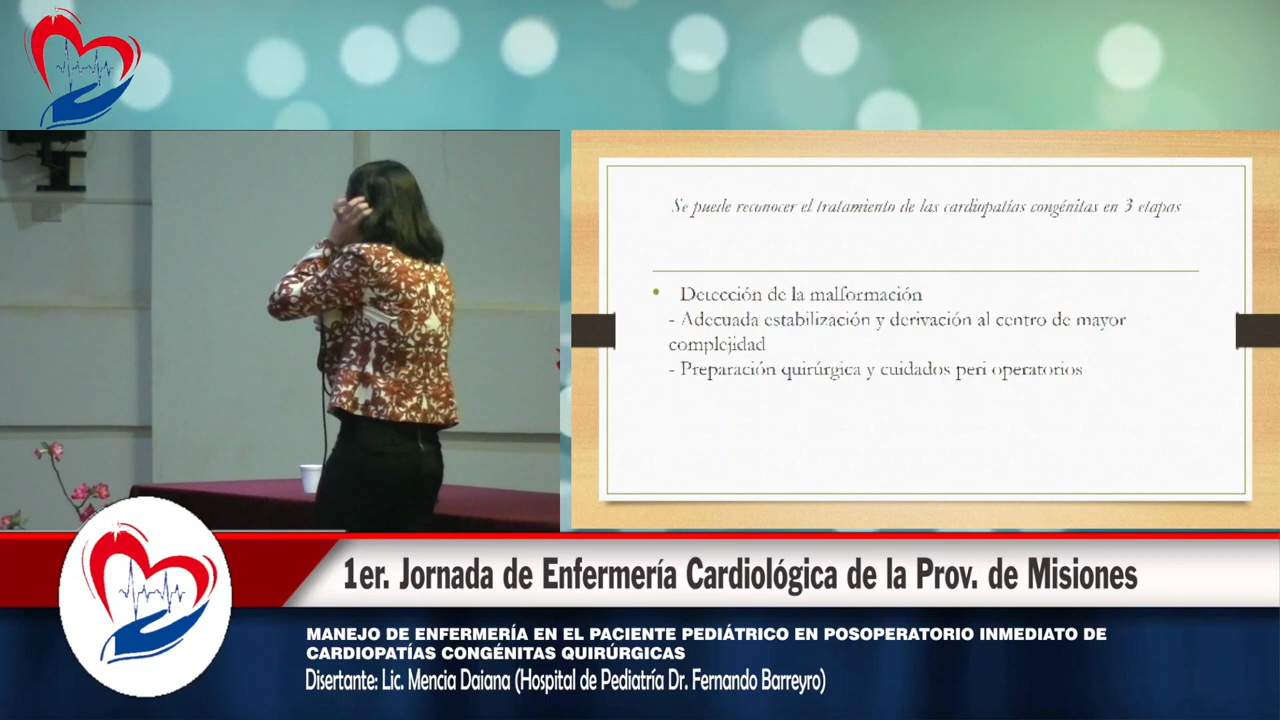 Se puede reconocer el tratamiento de las cardiopatías congénitas en 3 etapas
• Detección de la malformación
- Adecuada estabilización y derivación al centro de mayor
complejidad
- Preparación quirúrgica y cuidados peri operatorios
1er. Jornada de Enfermería Cardiológica de la Prov. de Misiones
MANEJO DE ENFERMERÍA EN EL PACIENTE PEDIÁTRICO EN POSOPERATORIO INMEDIATO DE
CARDIOPATÍAS CONGÉNITAS QUIRÚRGICAS
Disertante: Lic. Mencia Daiana (Hospital de Pediatría Dr. Fernando Barreyro)